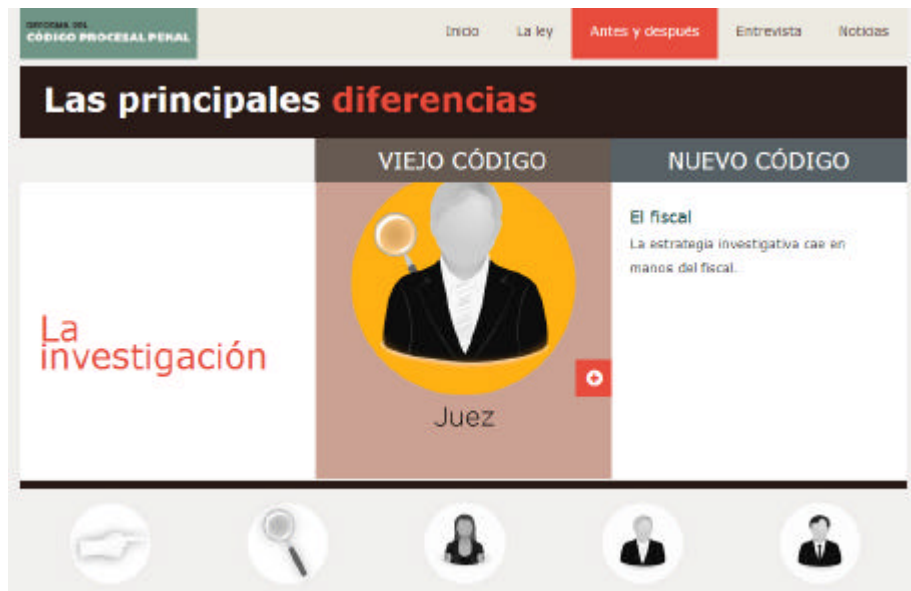 REFORMA DEL
CÓDIGO PROCESAL PENAL
Inicio La ley Antes y después Entrevista Noticias
Las principales diferencias
VIEJO CÓDIGO NUEVO CÓDIGO
La
investigación
Juez
El fiscal
La estrategia investigativa cae en
manos del fiscal.